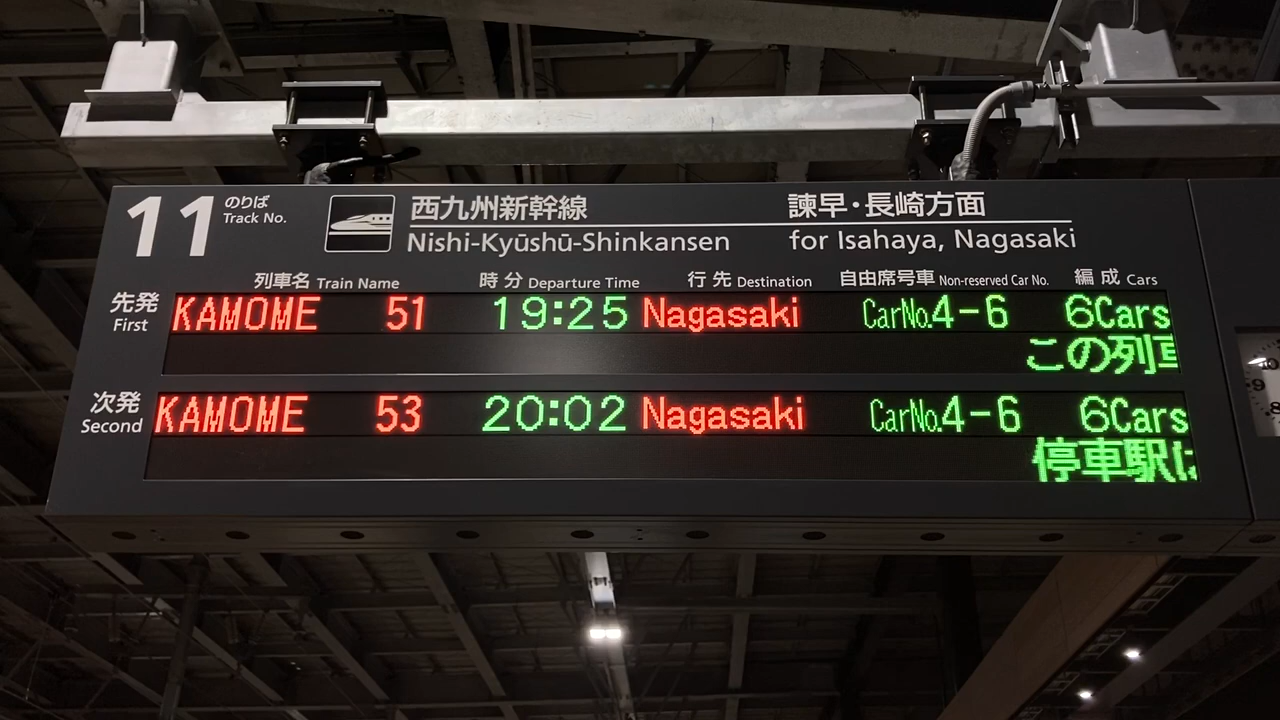 11 のりば 西九州新幹線 諫早・長崎方面
Track No. Nishi-Kyūshū-Shinkansen for Isahaya, Nagasaki
列車名 Train Name 時分 Departure Time 行先 Destination 自由席号車 Non-reserved Car No. 編成 Cars
先発 KAMOME 51 19:25 Nagasaki CarNo.4-6 6Cars
First この列車
次発 KAMOME 53 20:02 Nagasaki CarNo.4-6 6Cars
Second 停車駅は